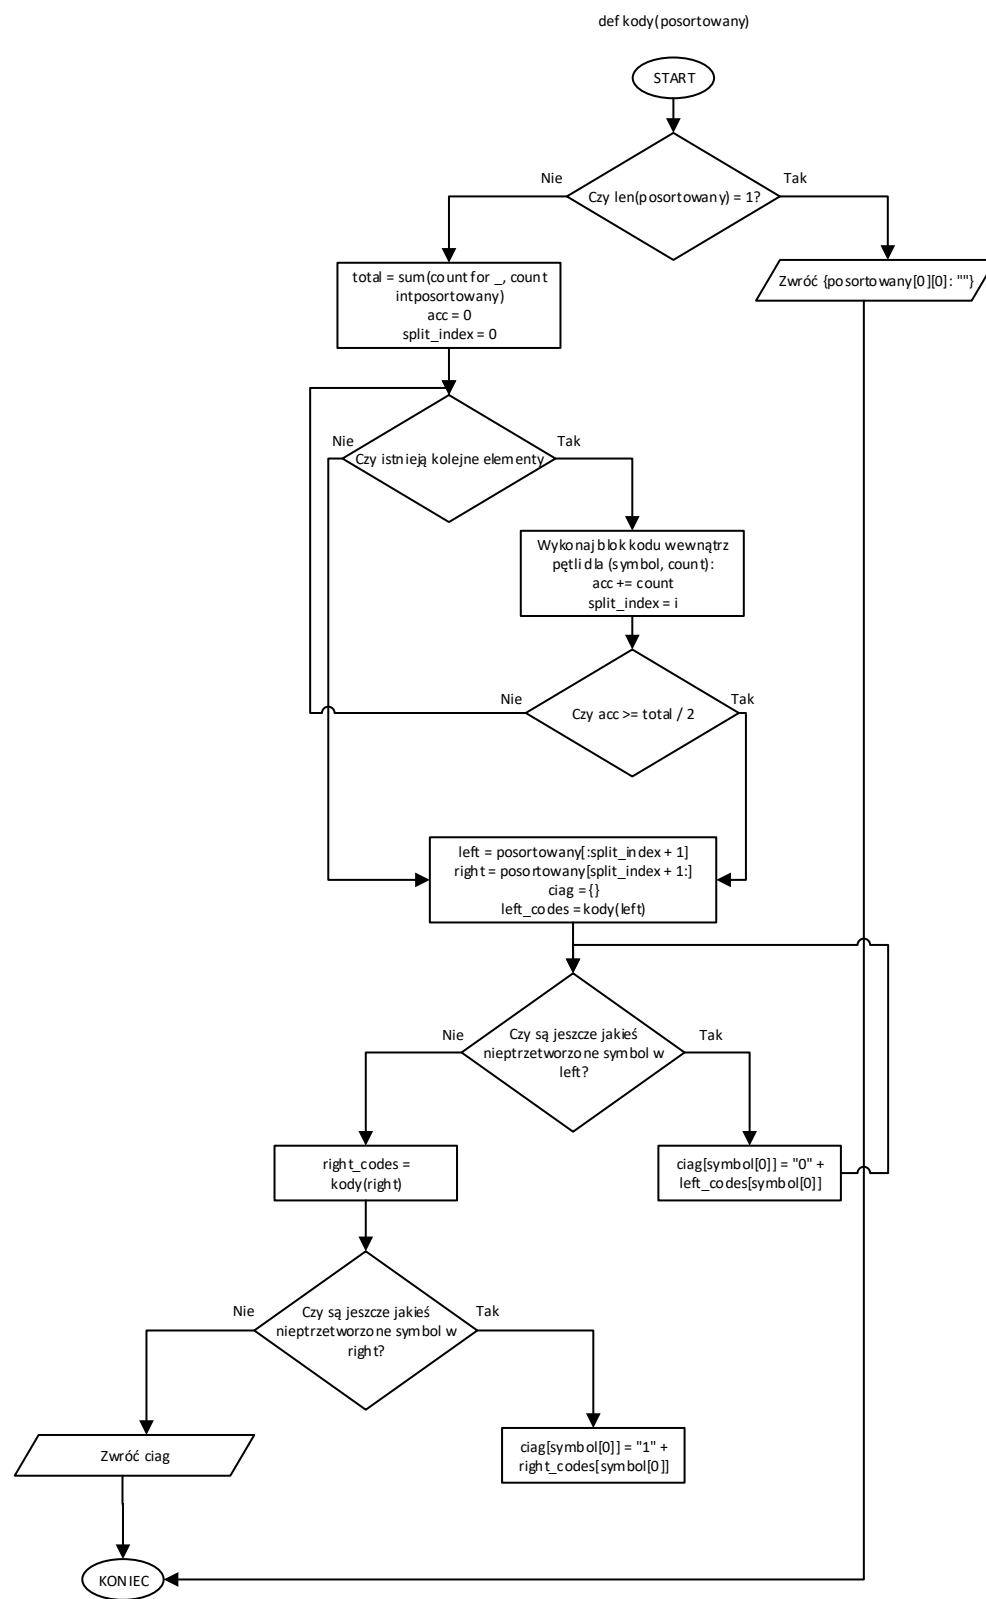 def kody(posortowany)
START
Nie
Tak
Czy len(posortowany) = 1?
total = sum(count for _, count
intposortowany)
acc = 0
split_index = 0
Zwróć {posortowany[0][0]: ""}
Nie
Tak
Czy istnieją kolejne elementy
Wykonaj blok kodu wewnątrz
pętli dla (symbol, count):
acc += count
split_index = i
Nie
Tak
Czy acc >= total / 2
left = posortowany[:split_index + 1]
right = posortowany[split_index + 1:]
ciag = {}
left_codes = kody(left)
Nie
Tak
Czy są jeszcze jakieś
nieptrzetworzone symbol w
left?
right_codes =
kody(right)
ciag[symbol[0]] = "0" +
left_codes[symbol[0]]
Nie
Tak
Czy są jeszcze jakieś
nieptrzetworzone symbol w
right?
Zwróć ciag
ciag[symbol[0]] = "1" +
right_codes[symbol[0]]
KONIEC